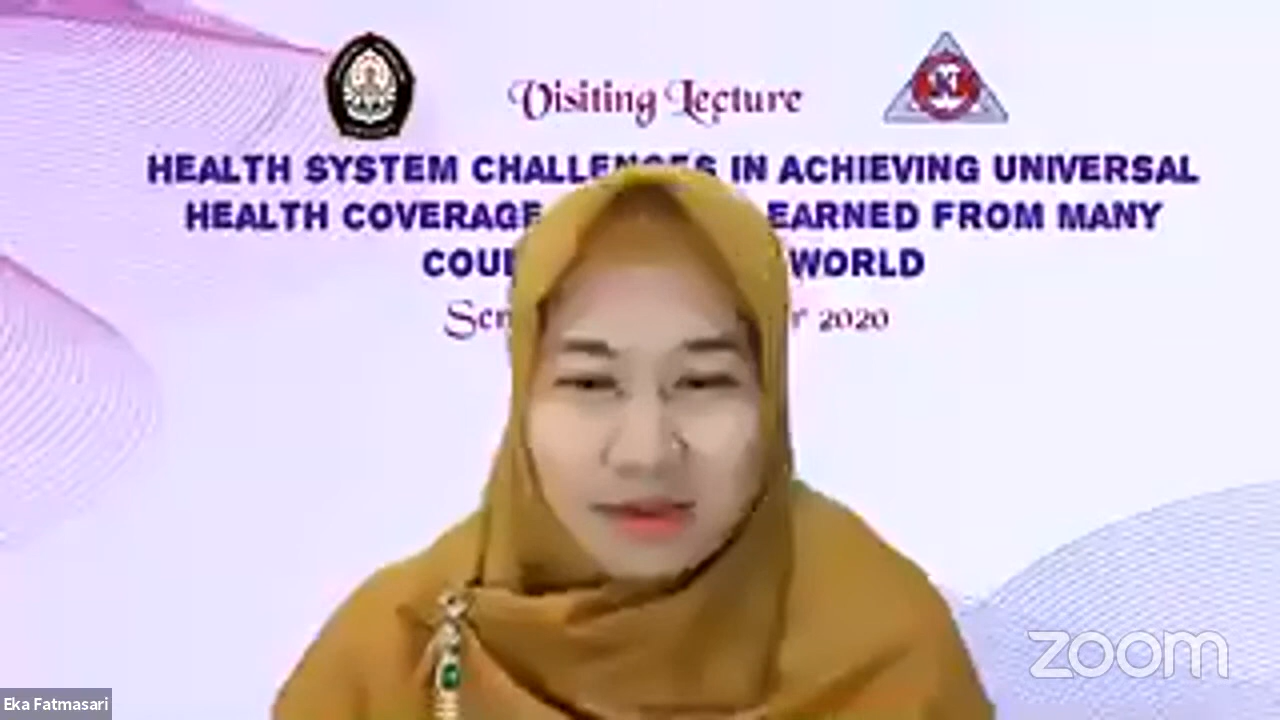 Visiting Lecture
HEALTH SYSTEM CHALLENGES IN ACHIEVING UNIVERSAL
HEALTH COVERAGE EARNED FROM MANY
COU WORLD
2020
zoom
Eka Fatmasari